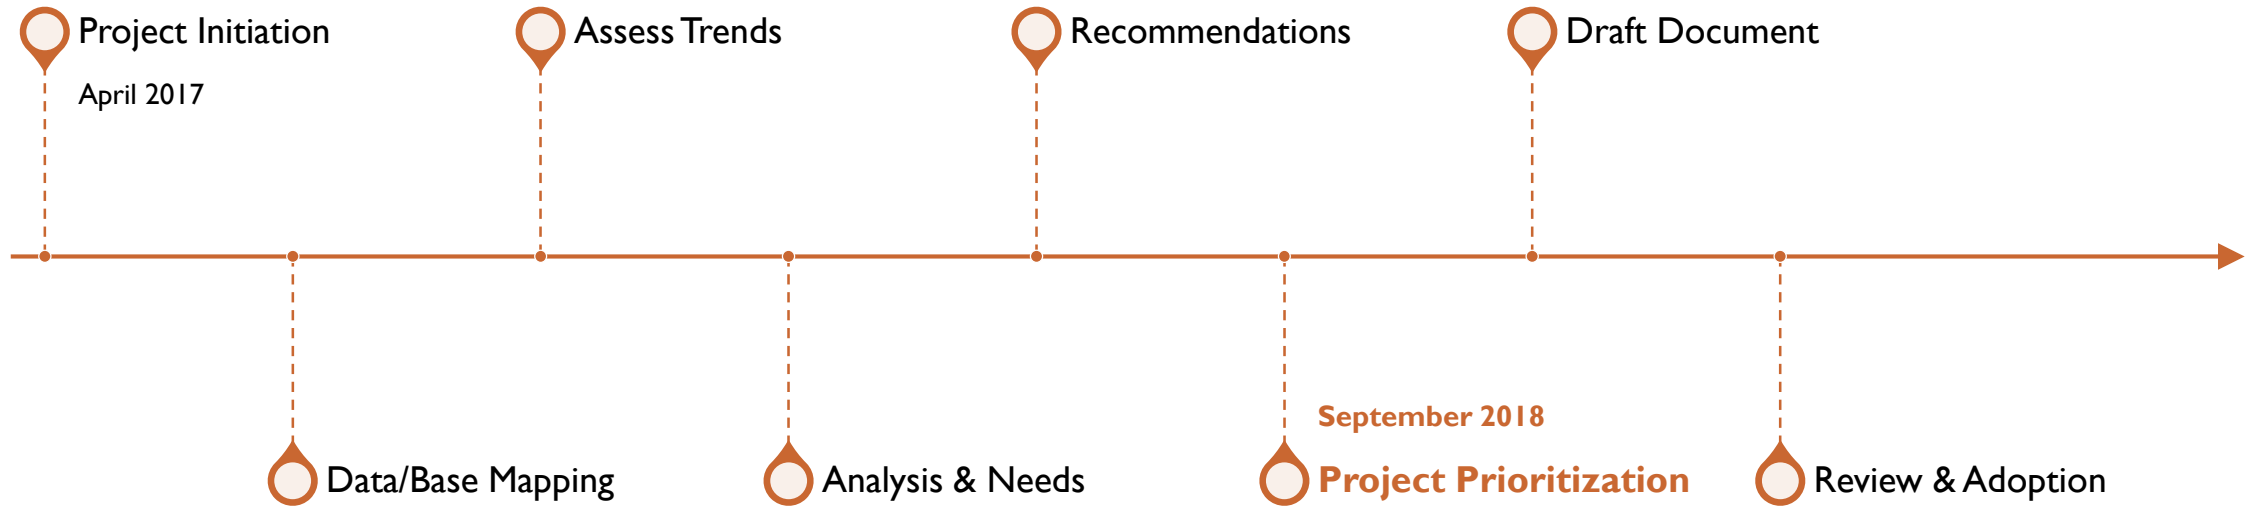 Project Initiation
April 2017
Assess Trends
Recommendations
Draft Document
Data/Base Mapping
Analysis & Needs
September 2018
Project Prioritization
Review & Adoption